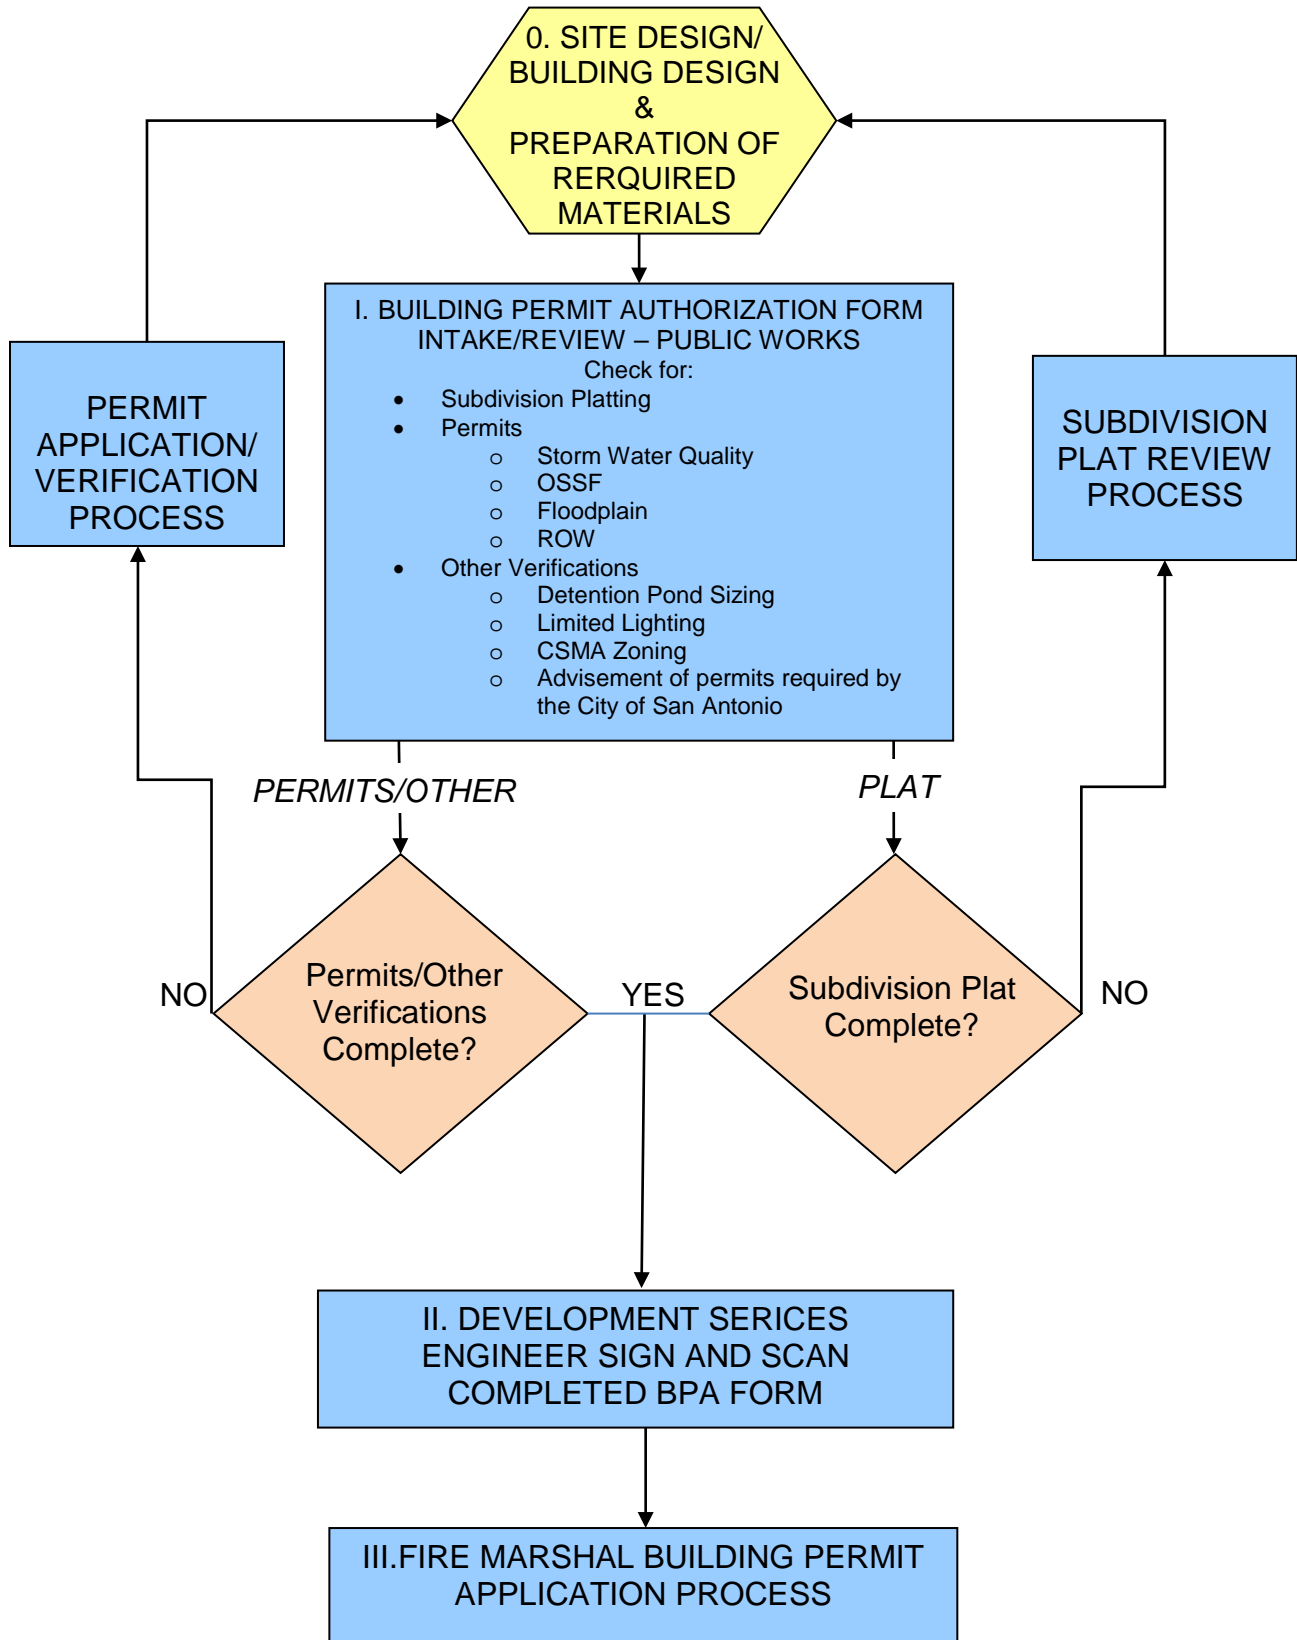 0. SITE DESIGN/
BUILDING DESIGN
&
PREPARATION OF
RERQUIRED
MATERIALS
I. BUILDING PERMIT AUTHORIZATION FORM
INTAKE/REVIEW – PUBLIC WORKS
Check for:
• Subdivision Platting
• Permits
o Storm Water Quality
o OSSF
o Floodplain
o ROW
• Other Verifications
o Detention Pond Sizing
o Limited Lighting
o CSMA Zoning
o Advisement of permits required by
the City of San Antonio
PERMIT
APPLICATION/
VERIFICATION
PROCESS
SUBDIVISION
PLAT REVIEW
PROCESS
PERMITS/OTHER
PLAT
NO
Permits/Other
Verifications
Complete?
YES
Subdivision Plat
Complete?
NO
II. DEVELOPMENT SERICES
ENGINEER SIGN AND SCAN
COMPLETED BPA FORM
III.FIRE MARSHAL BUILDING PERMIT
APPLICATION PROCESS